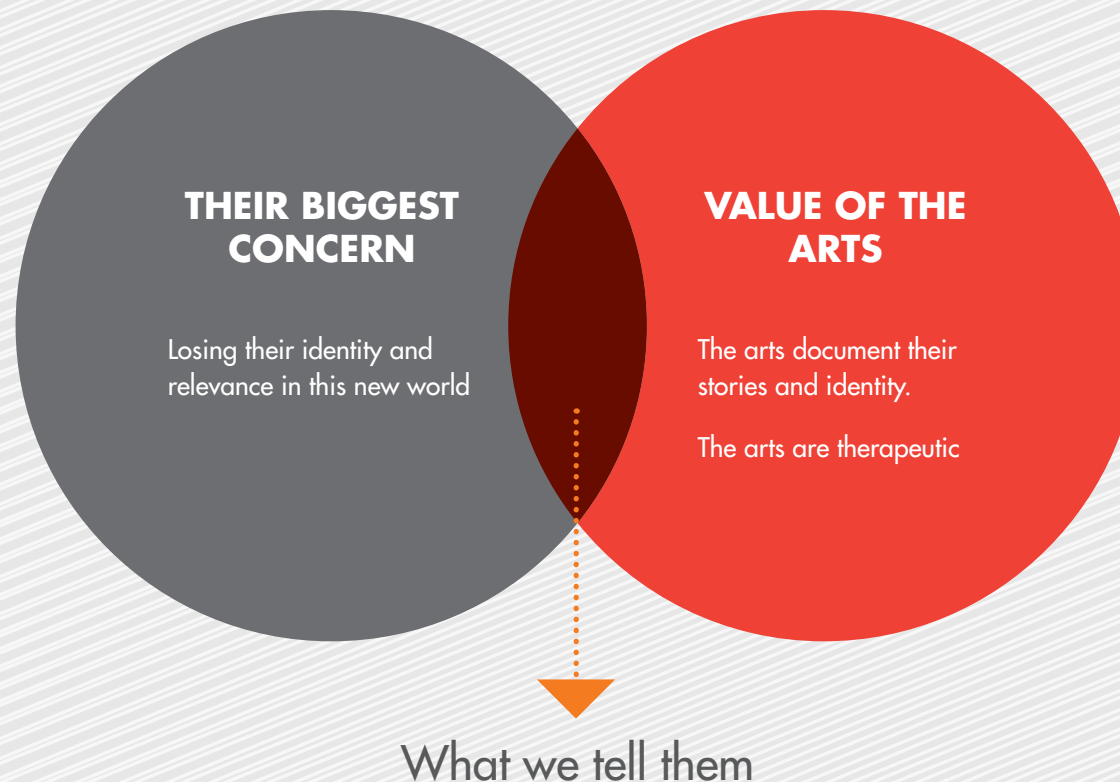 THEIR BIGGEST
CONCERN
Losing their identity and
relevance in this new world
VALUE OF THE
ARTS
The arts document their
stories and identity.
The arts are therapeutic
What we tell them